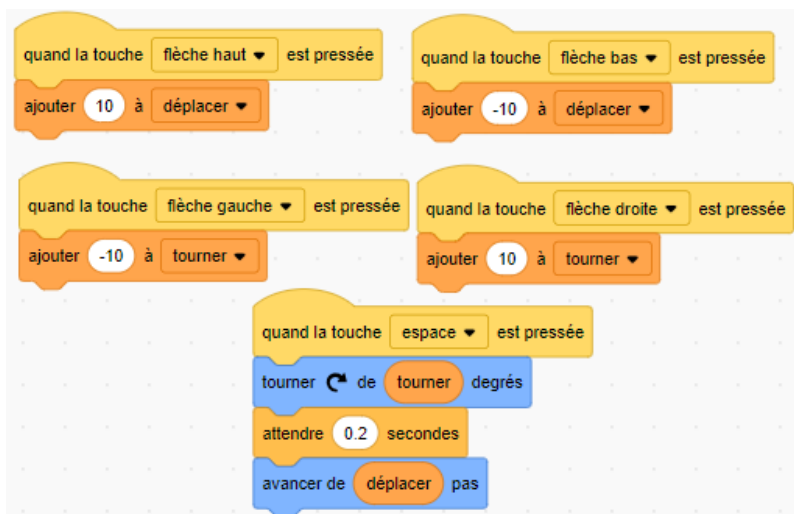 quand la touche flèche haut est pressée
ajouter 10 à déplacer
quand la touche flèche bas est pressée
ajouter -10 à déplacer
quand la touche flèche gauche est pressée
ajouter -10 à tourner
quand la touche flèche droite est pressée
ajouter 10 à tourner
quand la touche espace est pressée
tourner de tourner degrés
attendre 0.2 secondes
avancer de déplacer pas